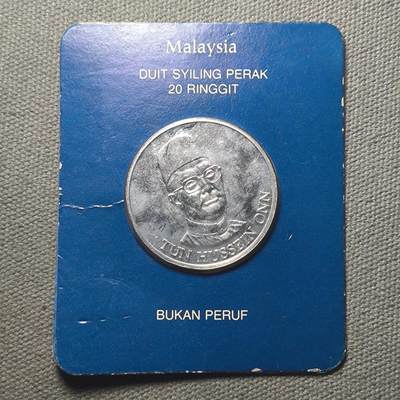 Malaysia
DUIT SYILING PERAK
20 RINGGIT
TUN HUSSEIN ONN
BUKAN PERUF